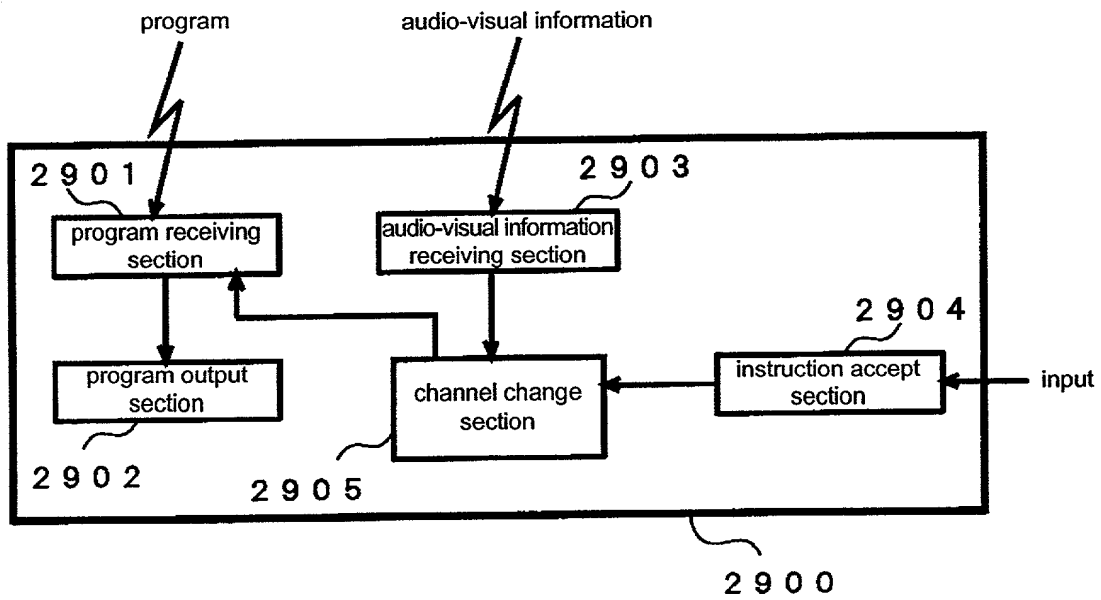 program
audio-visual information
2901
2903
program receiving
section
audio-visual information
receiving section
2904
program output
section
channel change
section
instruction accept
section
input
2902
2905
2900